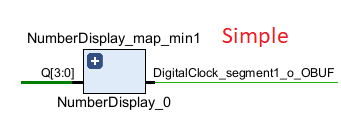 NumberDisplay_map_min1 Simple
Q[3:0] DigitalClock_segment1_o_OBUF
NumberDisplay_0